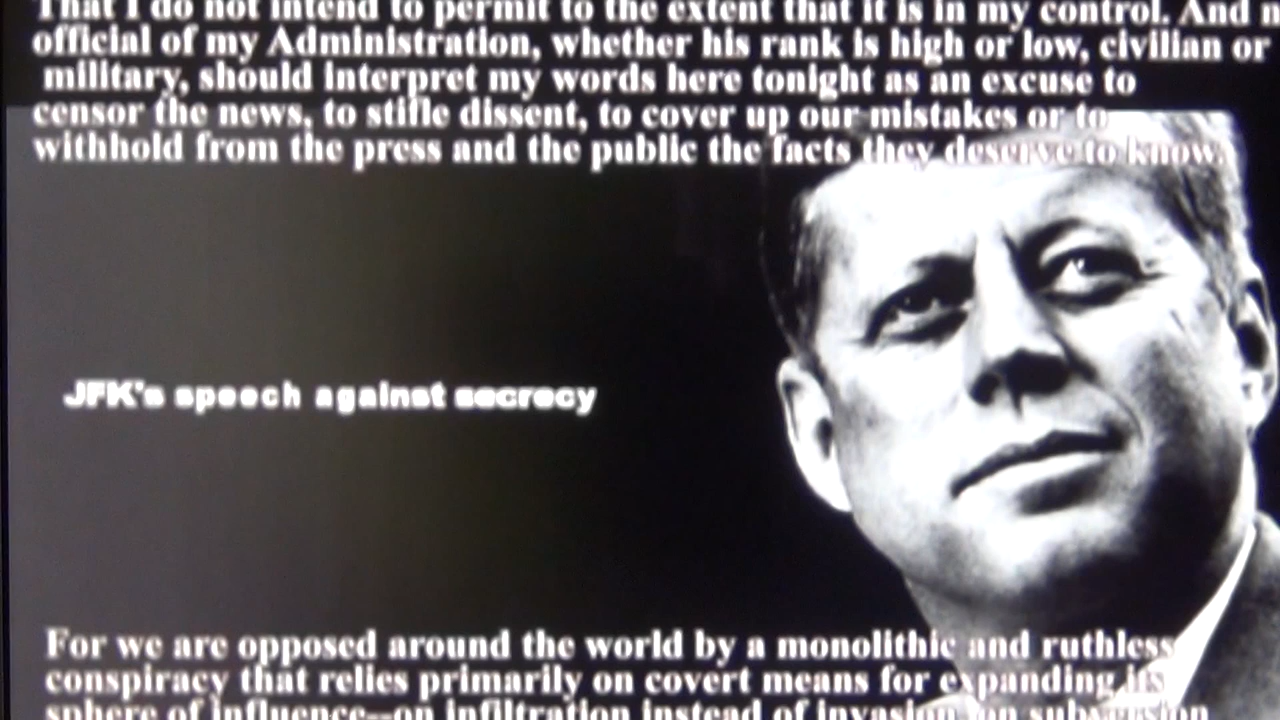 That I do not intend to permit to the extent that it is in my control. And n
official of my Administration, whether his rank is high or low, civilian or
military, should interpret my words here tonight as an excuse to
censor the news, to stifle dissent, to cover up our mistakes or to
withhold from the press and the public the facts they deserve to know.
JFK's speech against secrecy
For we are opposed around the world by a monolithic and ruthless
conspiracy that relies primarily on covert means for expanding its
sphere of influence--on infiltration instead of invasion, on subversion